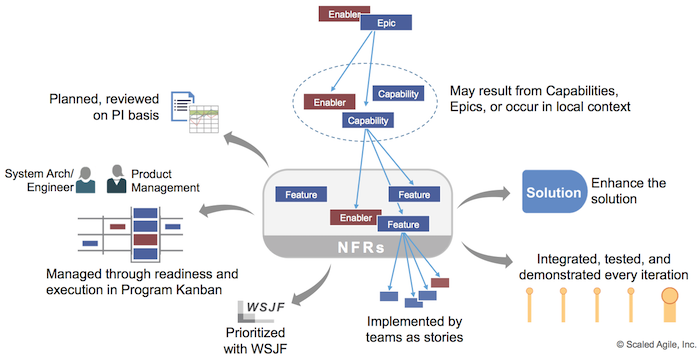 Enabler
Epic
Planned, reviewed
on PI basis
Enabler
Capability
Capability
May result from Capabilities,
Epics, or occur in local context
System Arch/
Engineer
Product
Management
Feature
Feature
Enabler
Feature
NFRs
Solution
Enhance the
solution
Managed through readiness and
execution in Program Kanban
Integrated, tested, and
demonstrated every iteration
WSJF
Prioritized
with WSJF
Implemented by
teams as stories
© Scaled Agile, Inc.